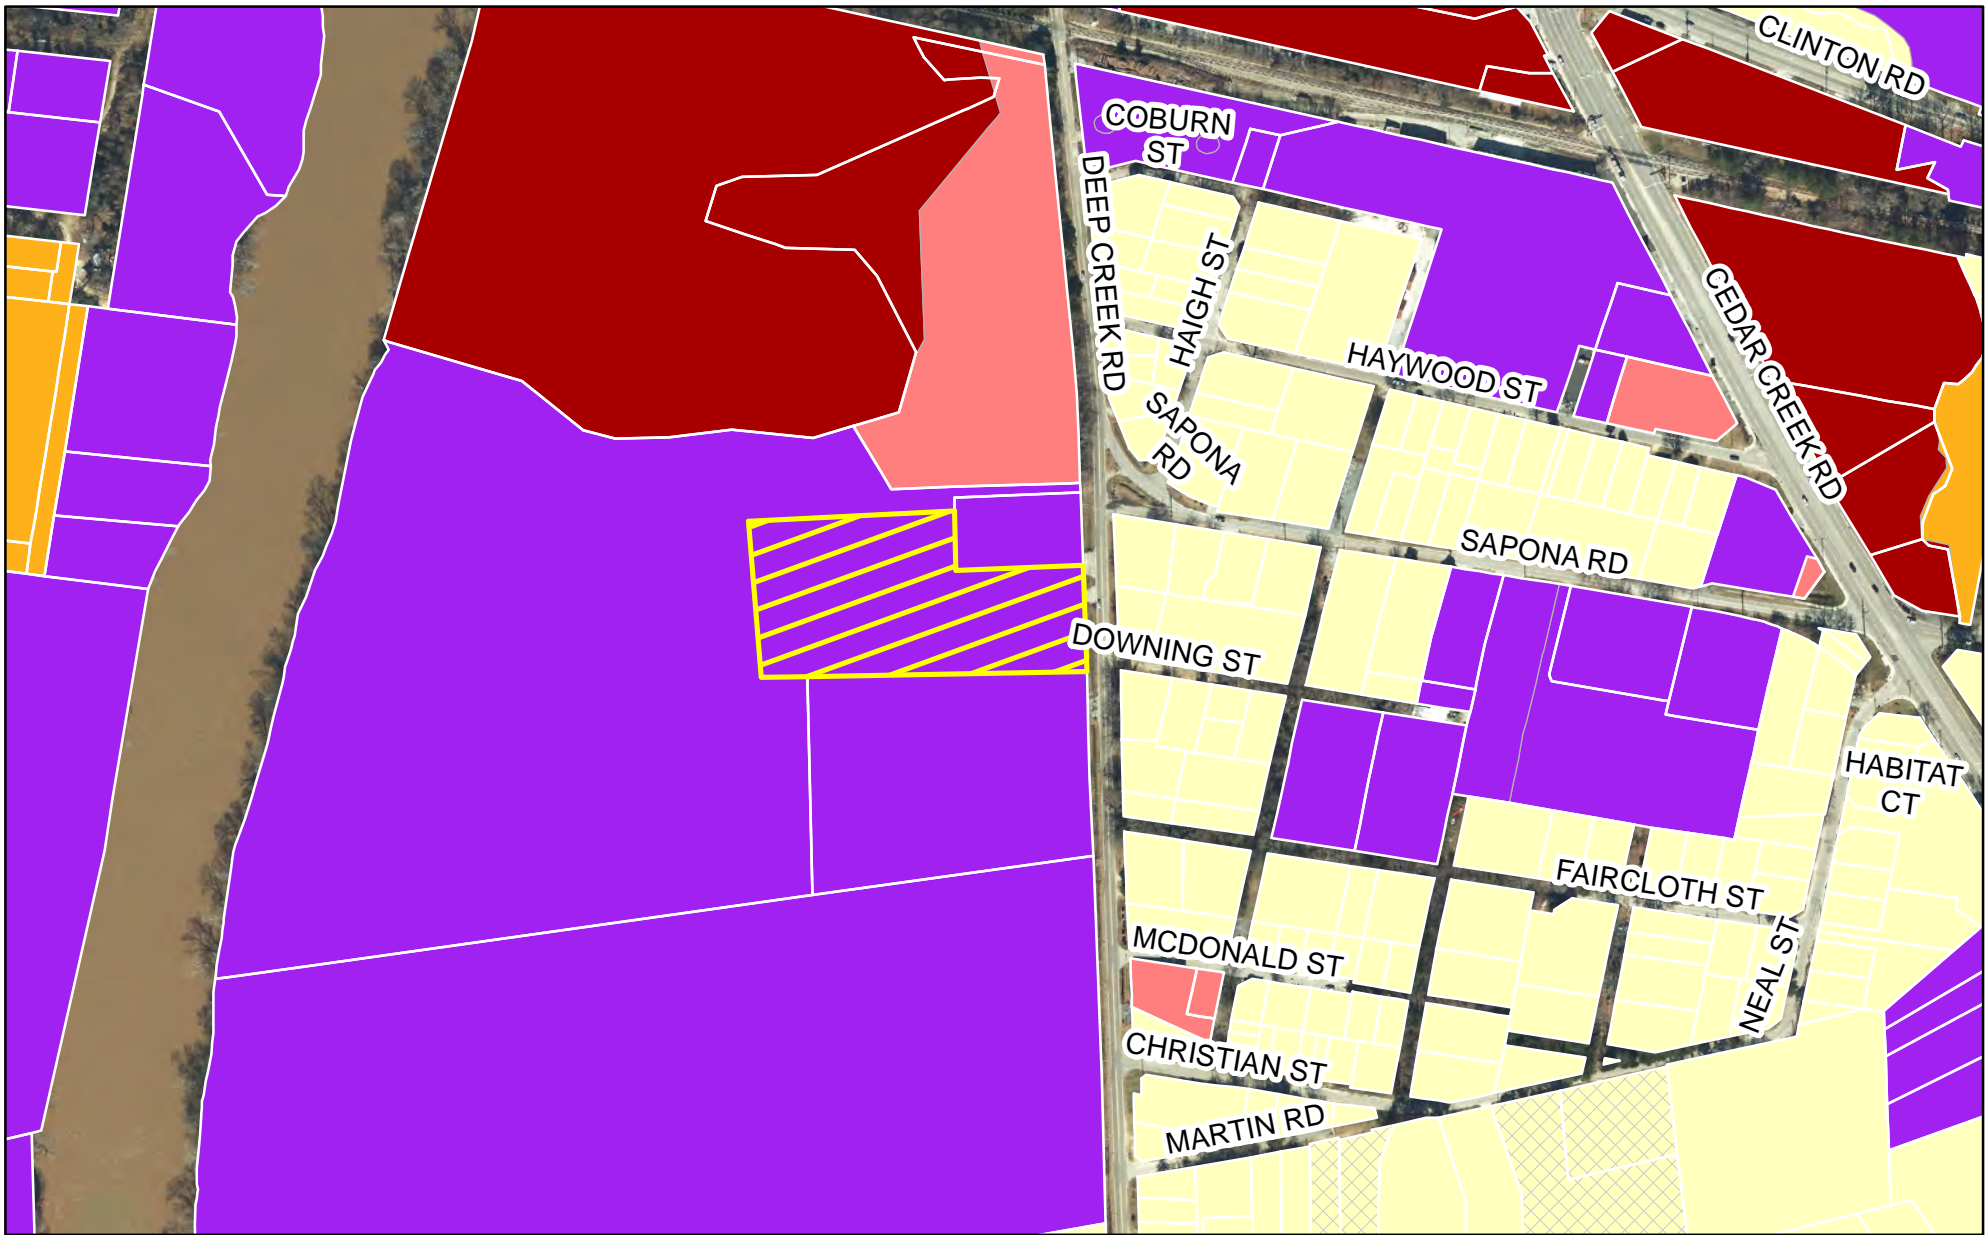 CLINTON RD
COBURN
ST
DEEP CREEK RD
HAIGH ST
CEDAR CREEK RD
HAYWOOD ST
SAPONA
RD
SAPONA RD
DOWNING ST
HABITAT
CT
FAIRCLOTH ST
NEAL ST
MCDONALD ST
CHRISTIAN ST
MARTIN RD